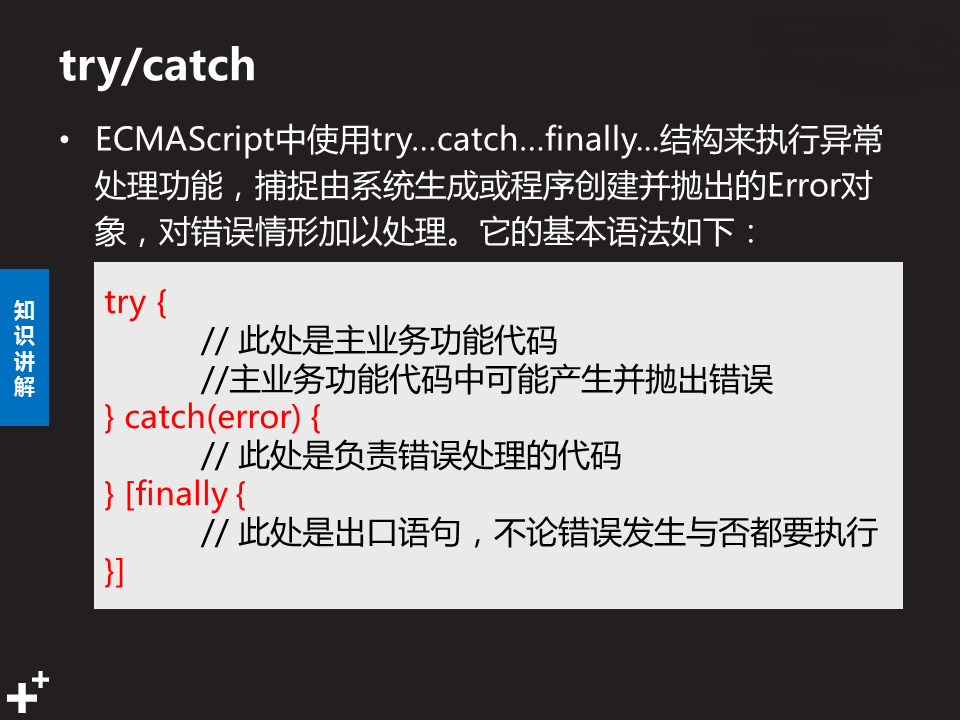 try/catch
• ECMAScript中使用try…catch…finally...结构来执行异常
处理功能，捕捉由系统生成或程序创建并抛出的Error对
象，对错误情形加以处理。它的基本语法如下：
知
识
讲
解
try {
// 此处是主业务功能代码
//主业务功能代码中可能产生并抛出错误
} catch(error) {
// 此处是负责错误处理的代码
} [finally {
// 此处是出口语句，不论错误发生与否都要执行
}]